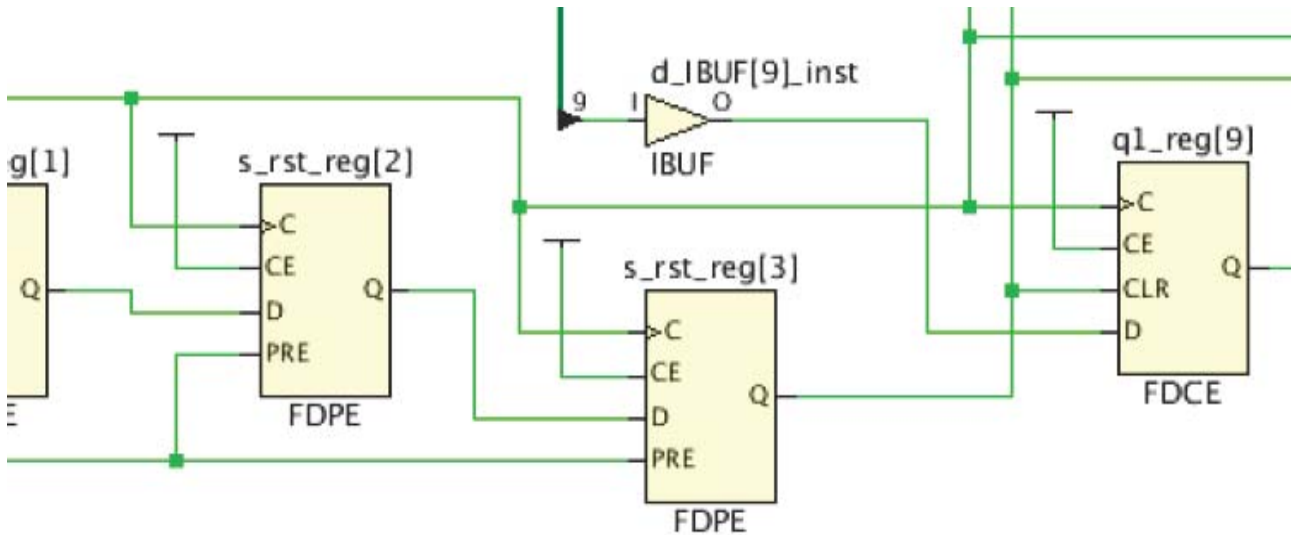 d_IBUF[9]_inst
9
I
O
IBUF
g[1]
Q
E
s_rst_reg[2]
C
CE
D
PRE
Q
FDPE
s_rst_reg[3]
C
CE
D
PRE
Q
FDPE
q1_reg[9]
C
CE
CLR
D
Q
FDCE